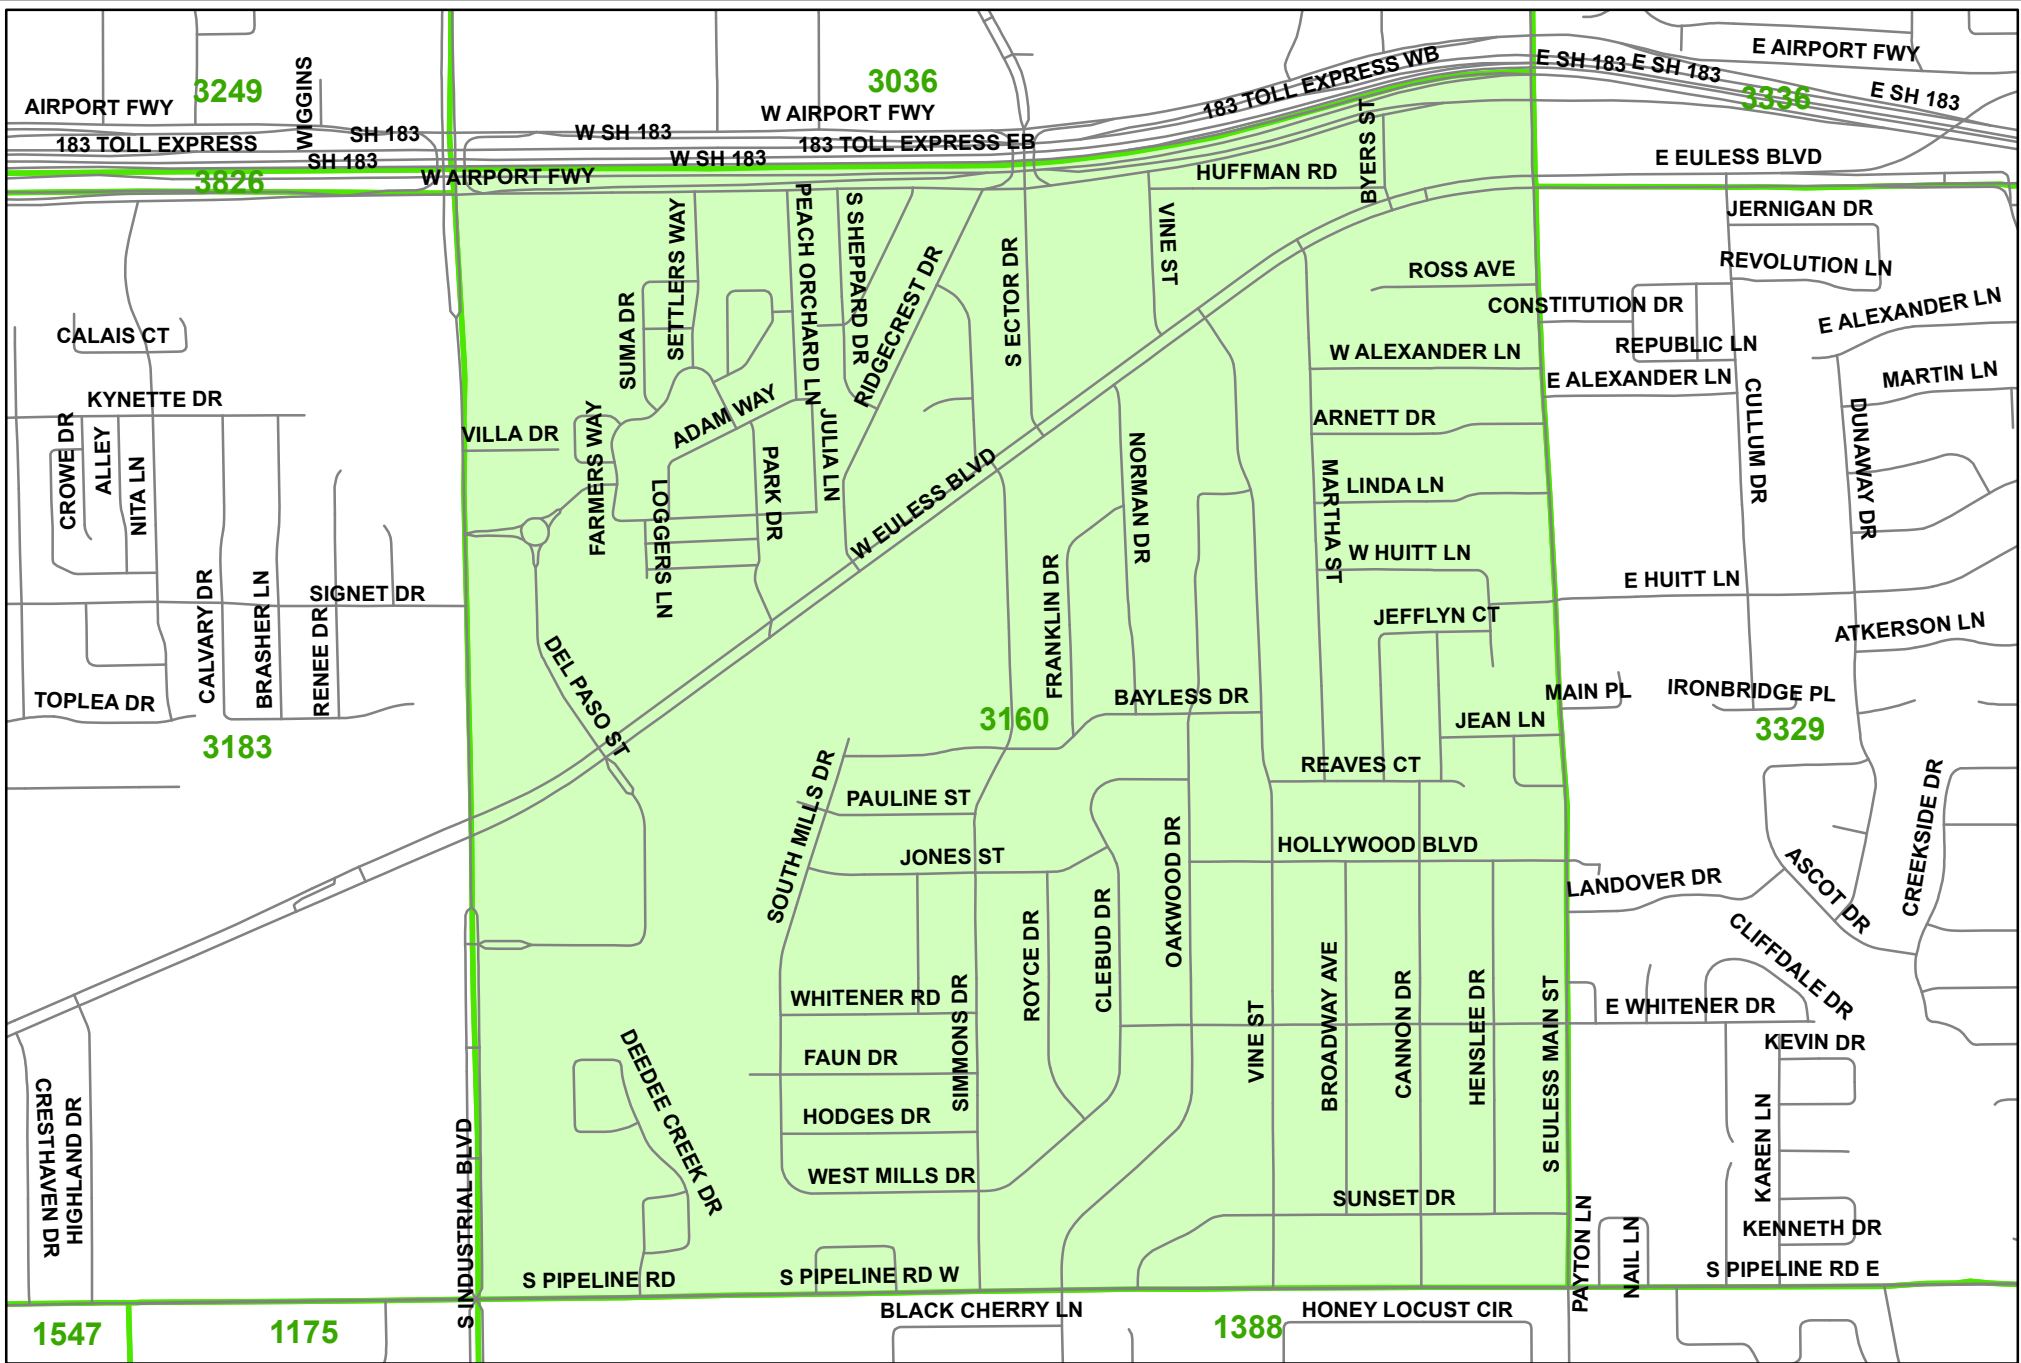 E AIRPORT FWY
3249
WIGGINS
3036
183 TOLL EXPRESS WB
E SH 183
E SH 183
E SH 183
3336
AIRPORT FWY
W AIRPORT FWY
183 TOLL EXPRESS
SH 183
W SH 183
183 TOLL EXPRESS EB
SH 183
W SH 183
3826
W AIRPORT FWY
HUFFMAN RD
BYERS ST
E EULESS BLVD
JERNIGAN DR
REVOLUTION LN
SETTLERS WAY
PEACH ORCHARD LN
S SHEPPARD DR
RIDGECREST DR
S SECTOR DR
VINE ST
ROSS AVE
CONSTITUTION DR
E ALEXANDER LN
CALAIS CT
SUMA DR
W ALEXANDER LN
REPUBLIC LN
E ALEXANDER LN
MARTIN LN
KYNETTE DR
CROWE DR
ALLEY
NITA LN
VILLA DR
FARMERS WAY
ADAM WAY
JULIA LN
PARK DR
LOGGERS LN
W EULESS BLVD
NORMAN DR
ARNETT DR
LINDA LN
MARTHA ST
CULLUM DR
DUNAWAY DR
W HUITT LN
E HUITT LN
CALVARY DR
BRASHER LN
RENEE DR
SIGNET DR
FRANKLIN DR
JEFFLYN CT
ATKERSON LN
DEL PASO ST
TOPLEA DR
3183
3160
BAYLESS DR
MAIN PL
IRONBRIDGE PL
JEAN LN
3329
REAVES CT
SOUTH MILLS DR
PAULINE ST
JONES ST
OAKWOOD DR
HOLLYWOOD BLVD
LANDOVER DR
ASCOT DR
CREEKSIDE DR
CLIFFDALE DR
ROYCE DR
CLEBUD DR
WHITENER RD
SIMMONS DR
VINE ST
BROADWAY AVE
CANNON DR
HENSLEE DR
S EULESS MAIN ST
E WHITENER DR
KEVIN DR
FAUN DR
DEEDEE CREEK DR
HODGES DR
WEST MILLS DR
SUNSET DR
KAREN LN
KENNETH DR
CRESTHAVEN DR
HIGHLAND DR
S INDUSTRIAL BLVD
S PIPELINE RD
S PIPELINE RD W
PAYTON LN
NAIL LN
S PIPELINE RD E
BLACK CHERRY LN
HONEY LOCUST CIR
1547
1175
1388